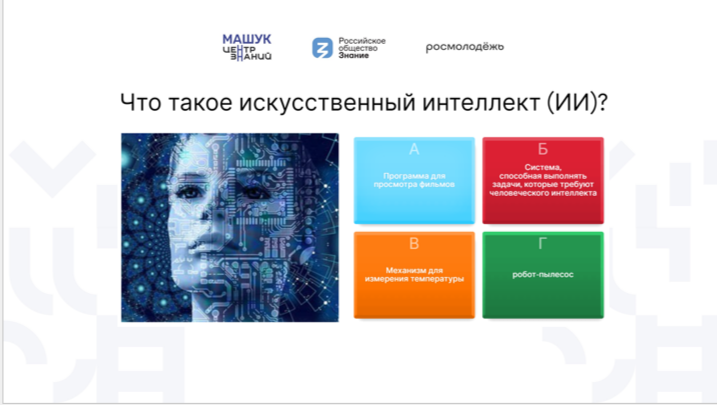 МАШУК
ЦЕНТР
ЗНАНИЙ
Российское
общество
Знание
росмолодёжь
Что такое искусственный интеллект (ИИ)?
А
Программа для
просмотра фильмов
Б
Система,
способная выполнять
задачи, которые требуют
человеческого интеллекта
В
Механизм для
измерения температуры
Г
робот-пылесос